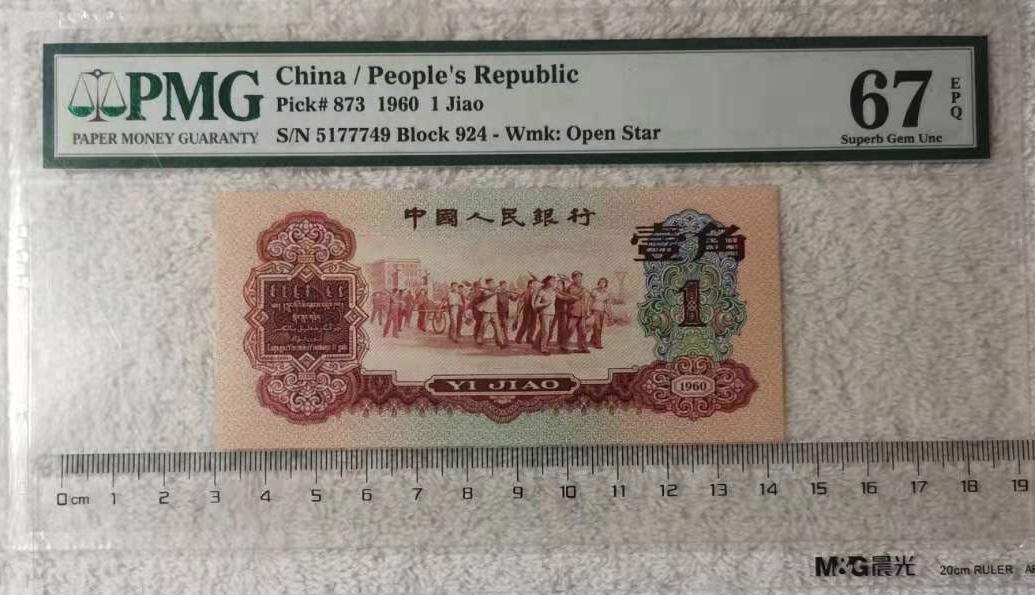 PMG
PAPER MONEY GUARANTY
China / People's Republic
Pick# 873 1960 1 Jiao
S/N 5177749 Block 924 - Wmk: Open Star
67
EPQ
Superb Gem Unc
中國人民銀行
壹角
1
YI JIAO
1960
0 cm 1 2 3 4 5 6 7 8 9 10 11 12 13 14 15 16 17 18 19
M&G晨光
20cm RULER